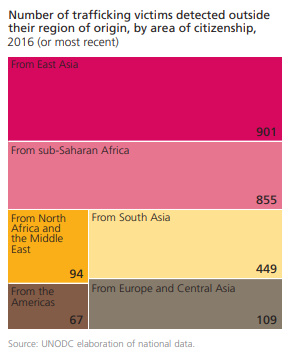 Number of trafficking victims detected outside
their region of origin, by area of citizenship,
2016 (or most recent)
From East Asia
901
From sub-Saharan Africa
855
From North
Africa and
the Middle
East
94
From South Asia
449
From the
Americas
67
From Europe and Central Asia
109
Source: UNODC elaboration of national data.